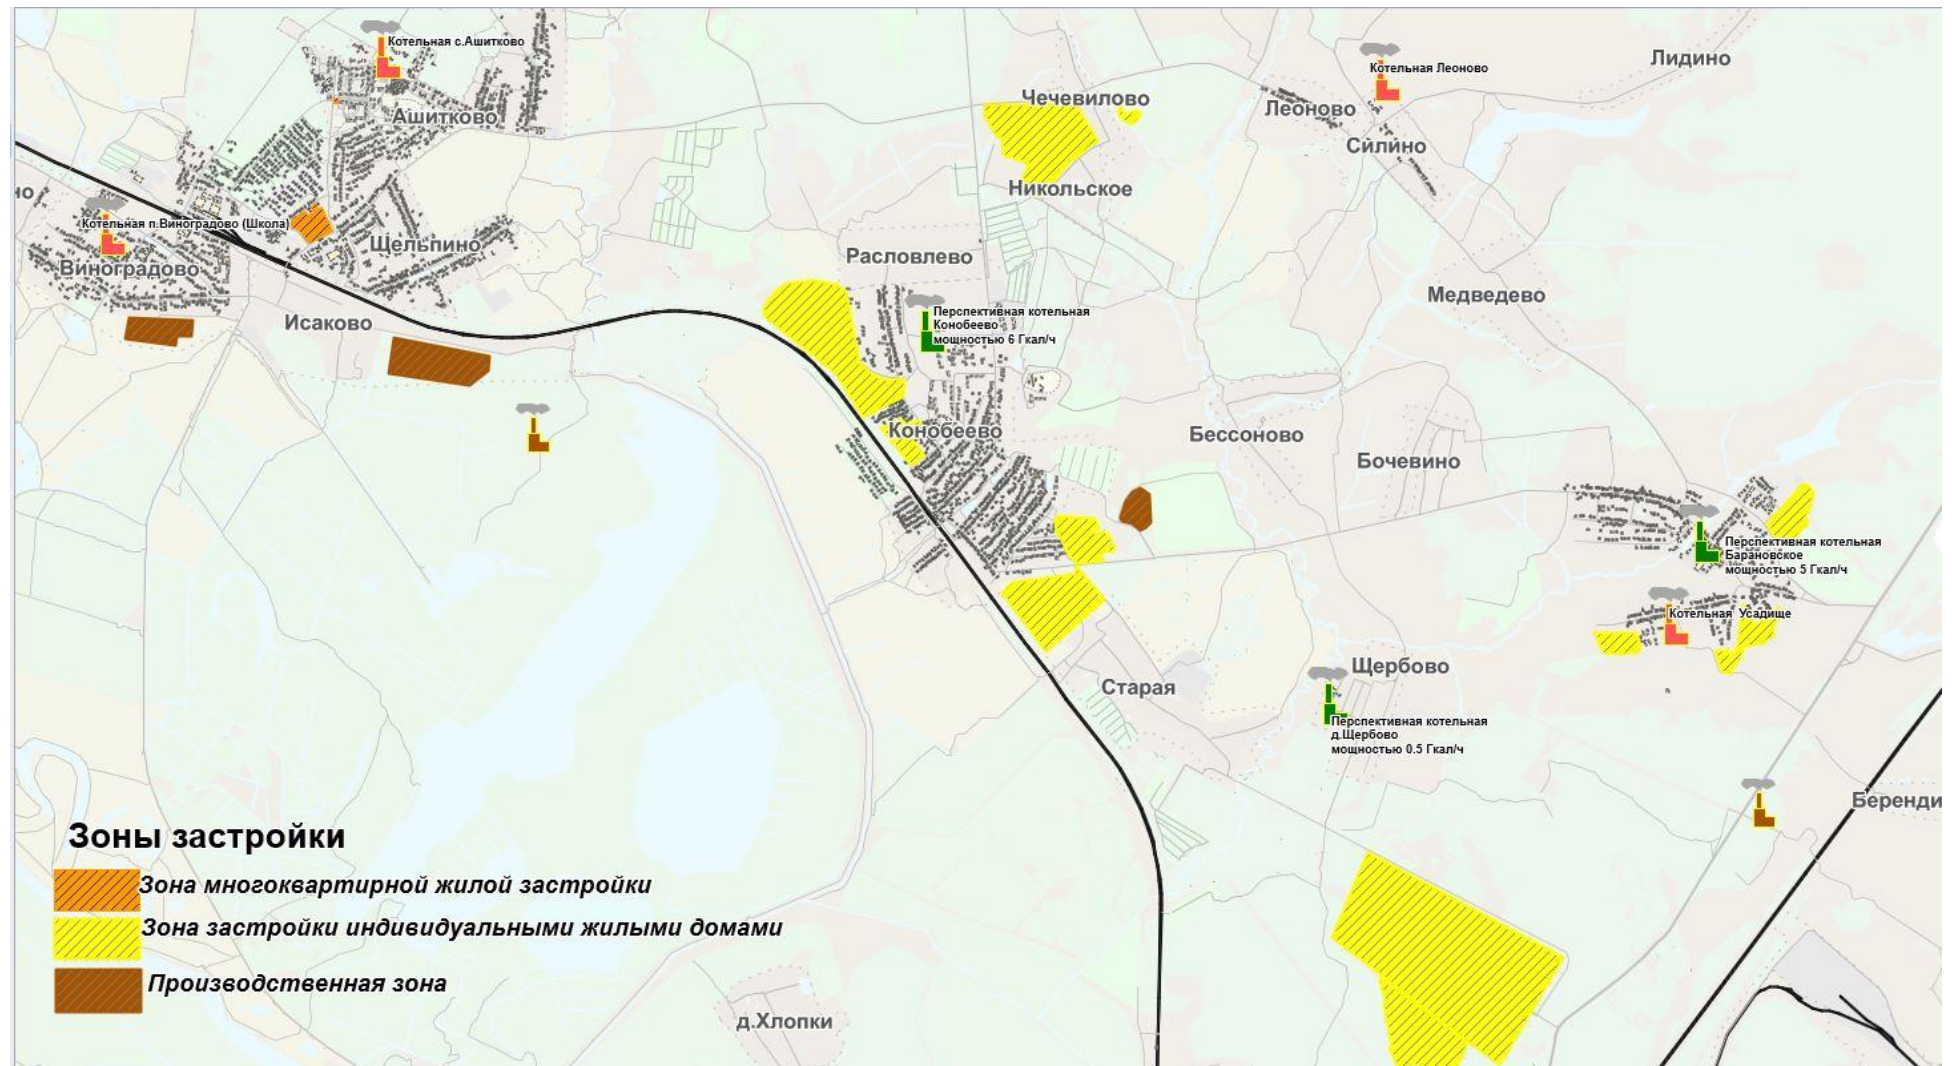 Котельная с.Ашитково
Ашитково
Котельная Леоново
Лидино
Чечевилово
Леоново
Силино
но
Никольское
Котельная п.Виноградово (Школа)
Щельпино
Виноградово
Расловлево
Исаково
Медведево
Перспективная котельная
Конобеево
мощностью 6 Гкал/ч
Конобеево
Бессоново
Бочевино
Перспективная котельная
Барановское
мощностью 5 Гкал/ч
Котельная Усадище
Щербово
Старая
Перспективная котельная
д.Щербово
мощностью 0.5 Гкал/ч
Беренди
Зоны застройки
Зона многоквартирной жилой застройки
Зона застройки индивидуальными жилыми домами
Производственная зона
д.Хлопки